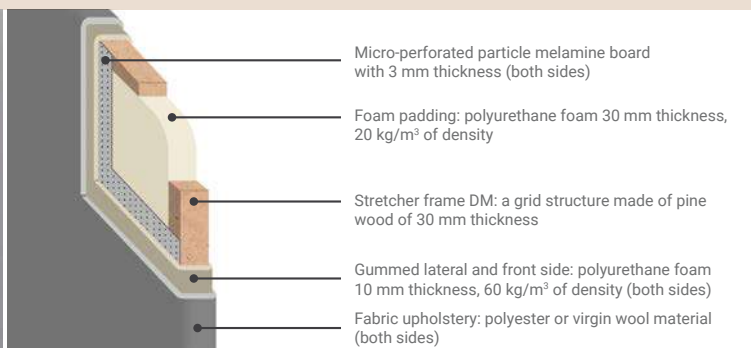 Micro-perforated particle melamine board
with 3 mm thickness (both sides)
Foam padding: polyurethane foam 30 mm thickness,
20 kg/m³ of density
Stretcher frame DM: a grid structure made of pine
wood of 30 mm thickness
Gummed lateral and front side: polyurethane foam
10 mm thickness, 60 kg/m³ of density (both sides)
Fabric upholstery: polyester or virgin wool material
(both sides)